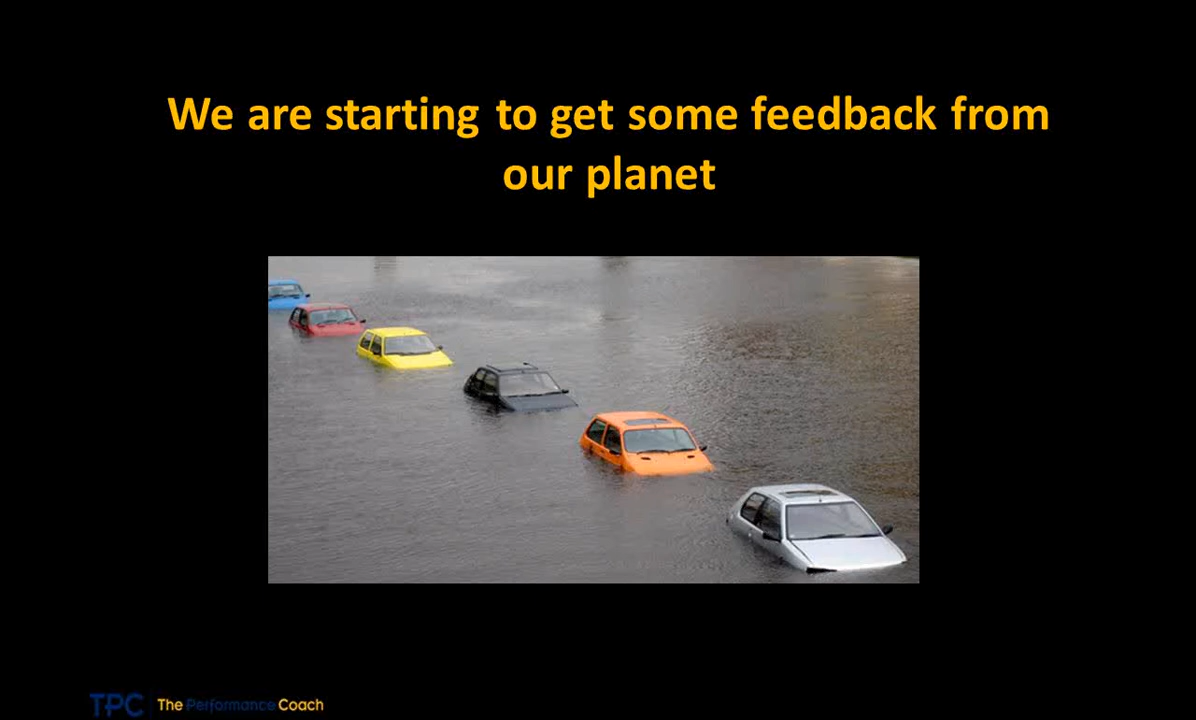 We are starting to get some feedback from
our planet
TPC The Performance Coach